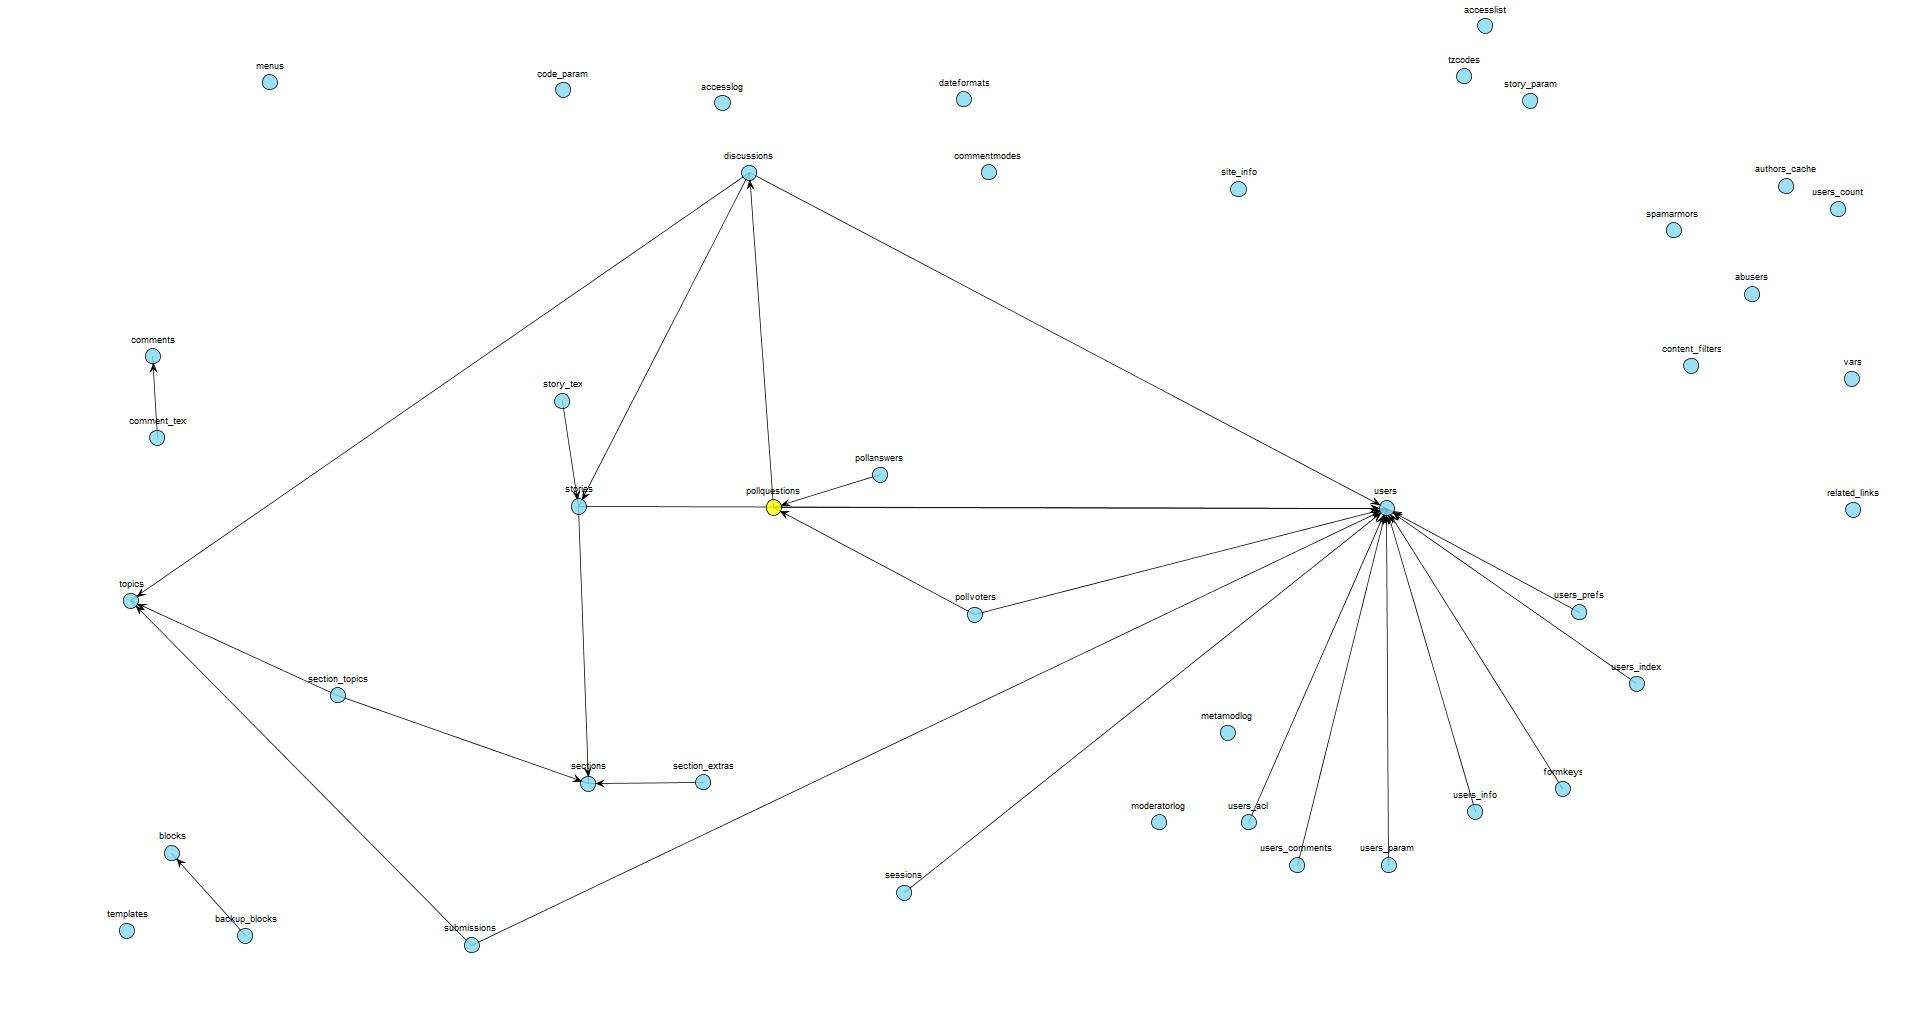 accesslist
tzcodes
menus
code_param
story_param
accesslog
dateformats
discussions
commentmodes
site_info
authors_cache
users_count
spamarmors
abusers
comments
content_filters
vars
story_tex
comment_tex
pollanswers
stories
pollquestions
users
related_links
topics
pollvoters
users_prefs
users_index
section_topics
metamodlog
sections
section_extras
formkeys
users_info
moderatorlog
users_acl
blocks
users_comments
users_param
sessions
templates
backup_blocks
submissions